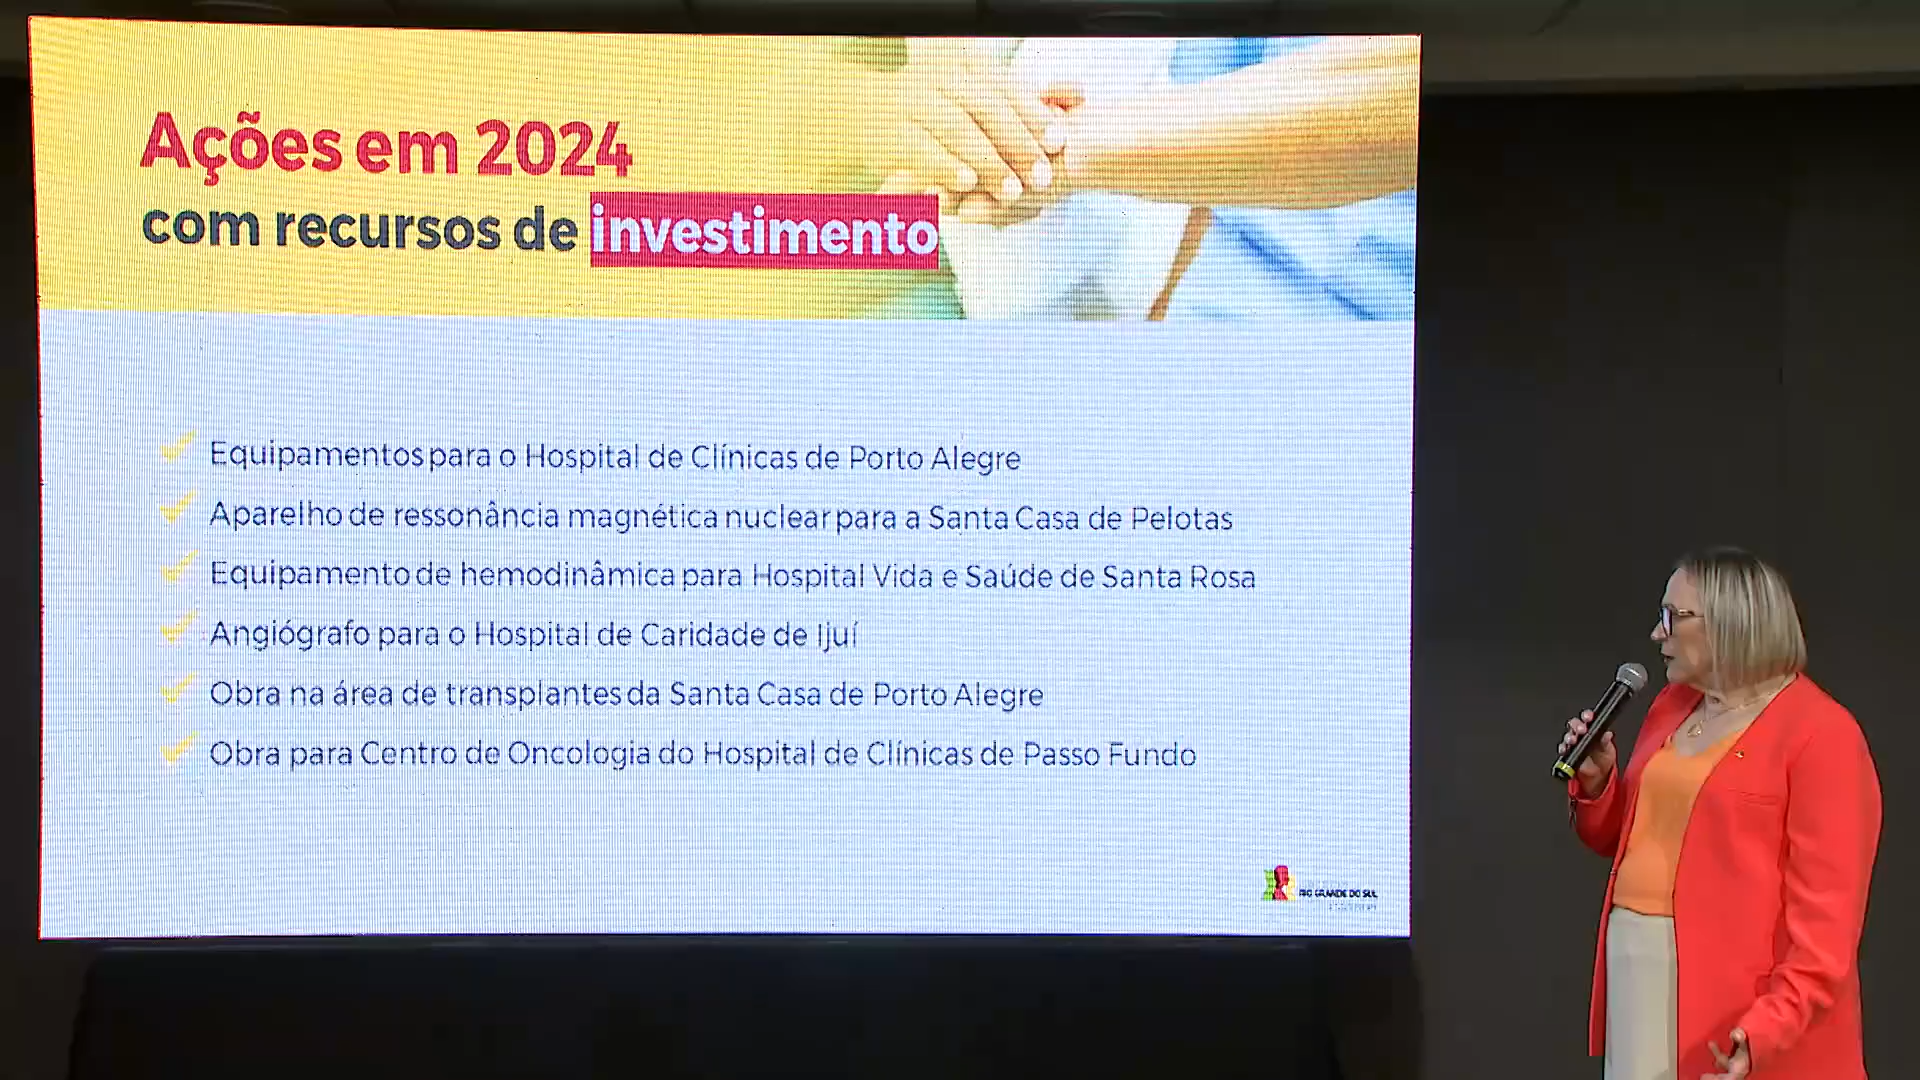 Ações em 2024
com recursos de investimento
Equipamentos para o Hospital de Clínicas de Porto Alegre
Aparelho de ressonância magnética nuclear para a Santa Casa de Pelotas
Equipamento de hemodinâmica para Hospital Vida e Saúde de Santa Rosa
Angiógrafo para o Hospital de Caridade de Ijuí
Obra na área de transplantes da Santa Casa de Porto Alegre
Obra para Centro de Oncologia do Hospital de Clínicas de Passo Fundo
RIO GRANDE DO SUL